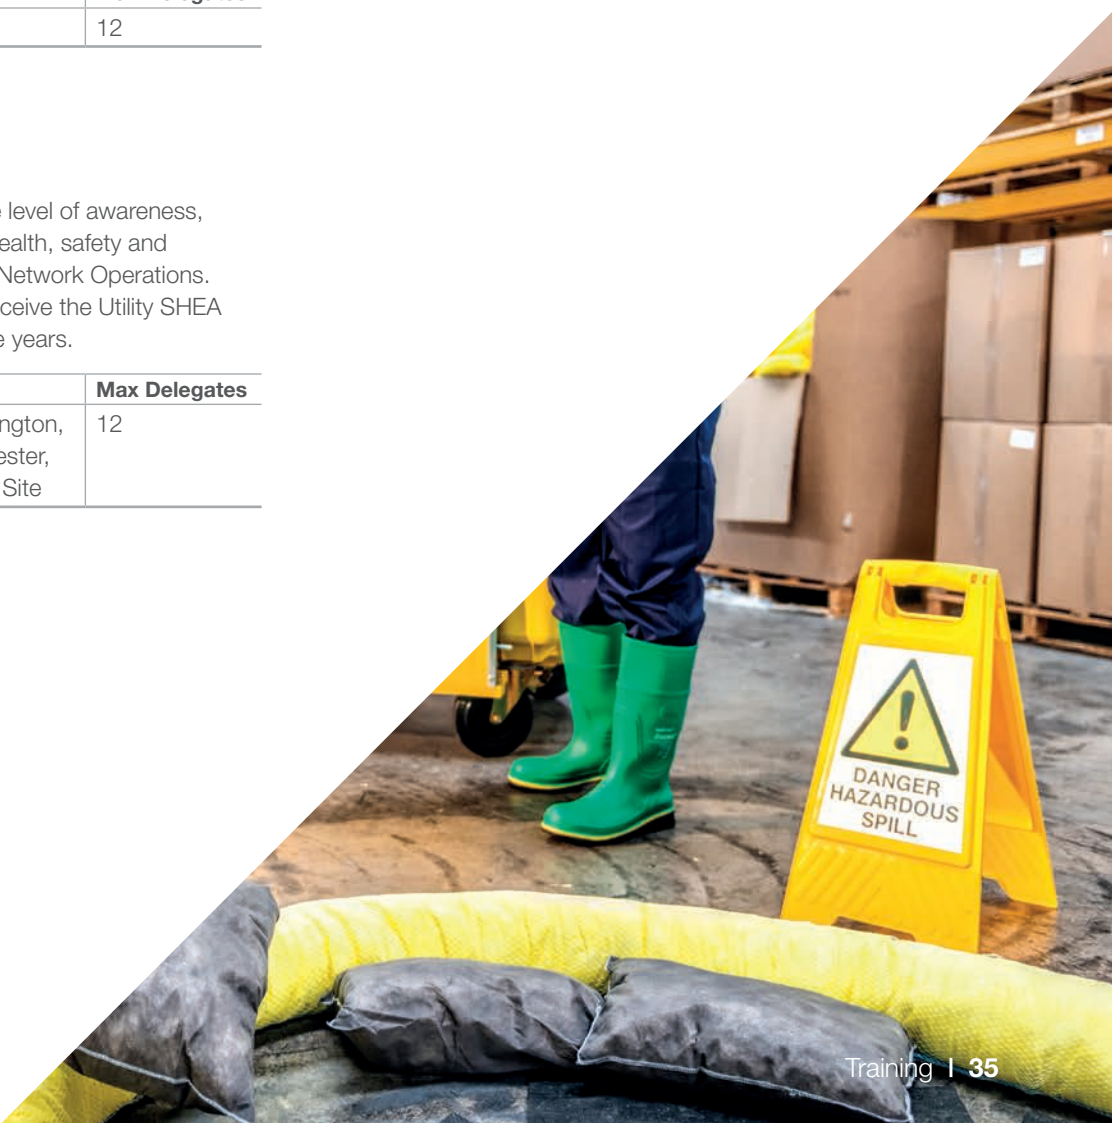 12
level of awareness,
ealth, safety and
Network Operations.
ceive the Utility SHEA
e years.
Max Delegates
ngton,
12
ester,
Site
DANGER
HAZARDOUS
SPILL
Training | 35